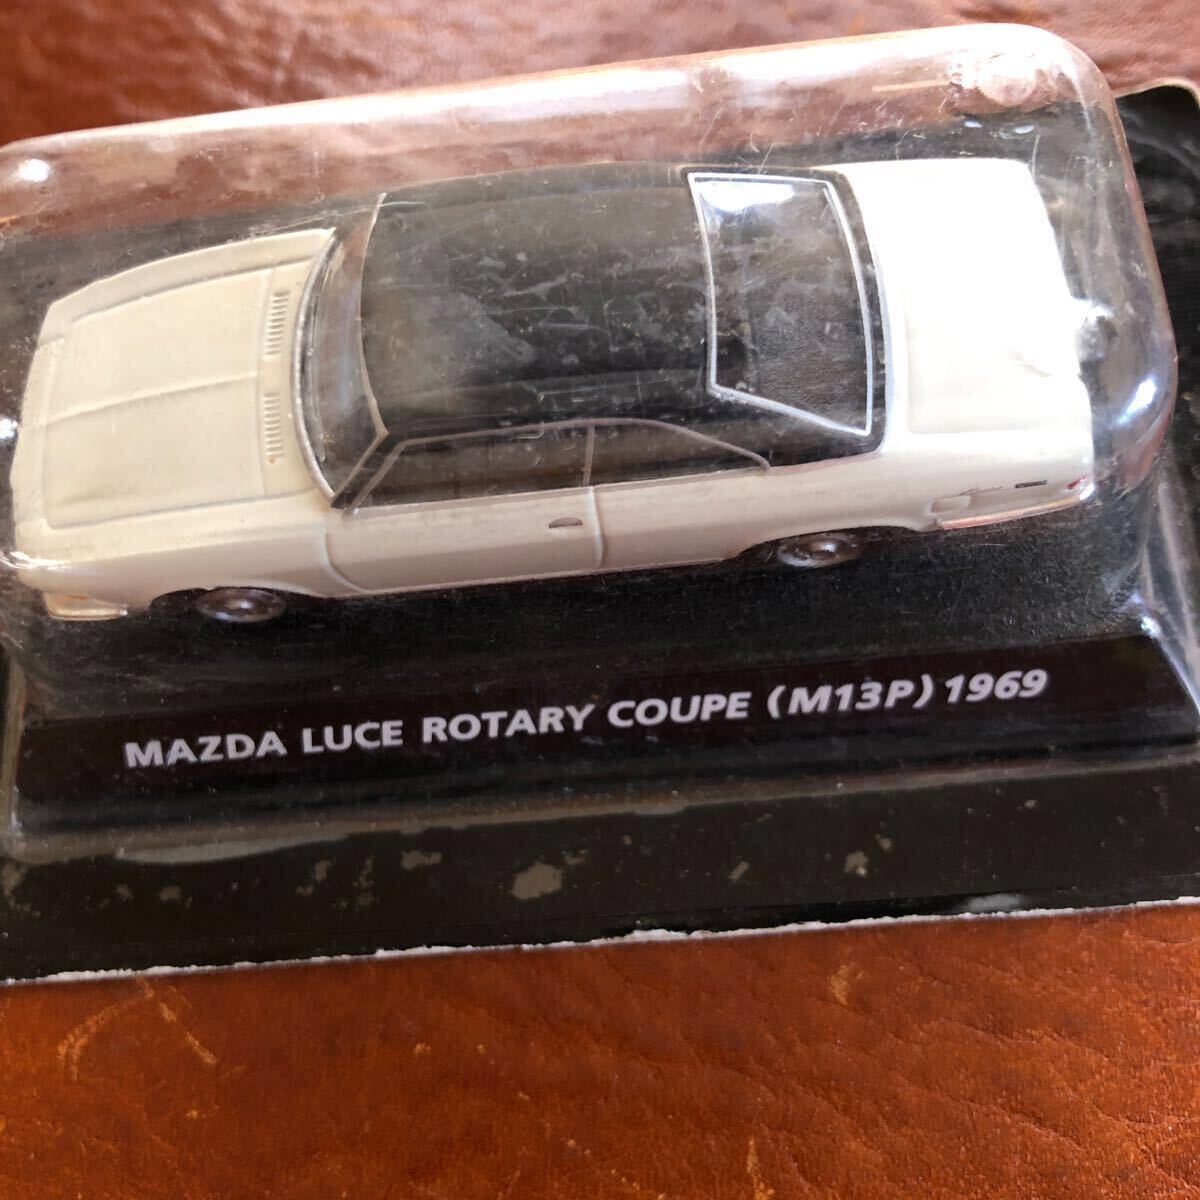 MAZDA LUCE ROTARY COUPE (M13P) 1969